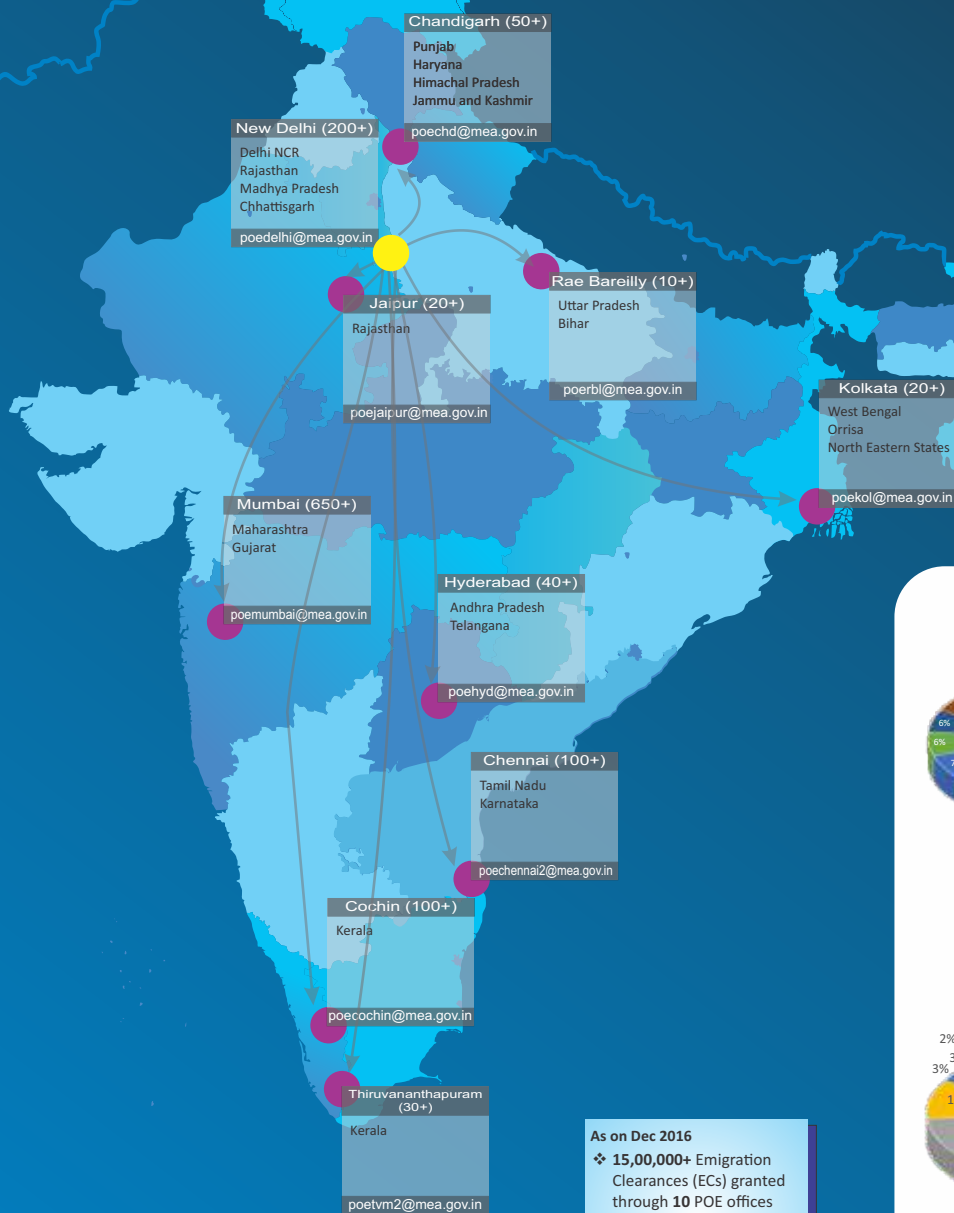 Chandigarh (50+)
Punjab
Haryana
Himachal Pradesh
Jammu and Kashmir
poechd@mea.gov.in
New Delhi (200+)
Delhi NCR
Rajasthan
Madhya Pradesh
Chhattisgarh
poedelhi@mea.gov.in
Rae Bareilly (10+)
Uttar Pradesh
Bihar
poerbl@mea.gov.in
Jaipur (20+)
Rajasthan
poejaipur@mea.gov.in
Kolkata (20+)
West Bengal
Orrisa
North Eastern States
poekol@mea.gov.in
Mumbai (650+)
Maharashtra
Gujarat
poemumbai@mea.gov.in
Hyderabad (40+)
Andhra Pradesh
Telangana
poehyd@mea.gov.in
Chennai (100+)
Tamil Nadu
Karnataka
poechennai2@mea.gov.in
Cochin (100+)
Kerala
poecochin@mea.gov.in
Thiruvananthapuram
(30+)
Kerala
poetvm2@mea.gov.in
As on Dec 2016
❖ 15,00,000+ Emigration
Clearances (ECs) granted
through 10 POE offices
6%
6%
2%
3%